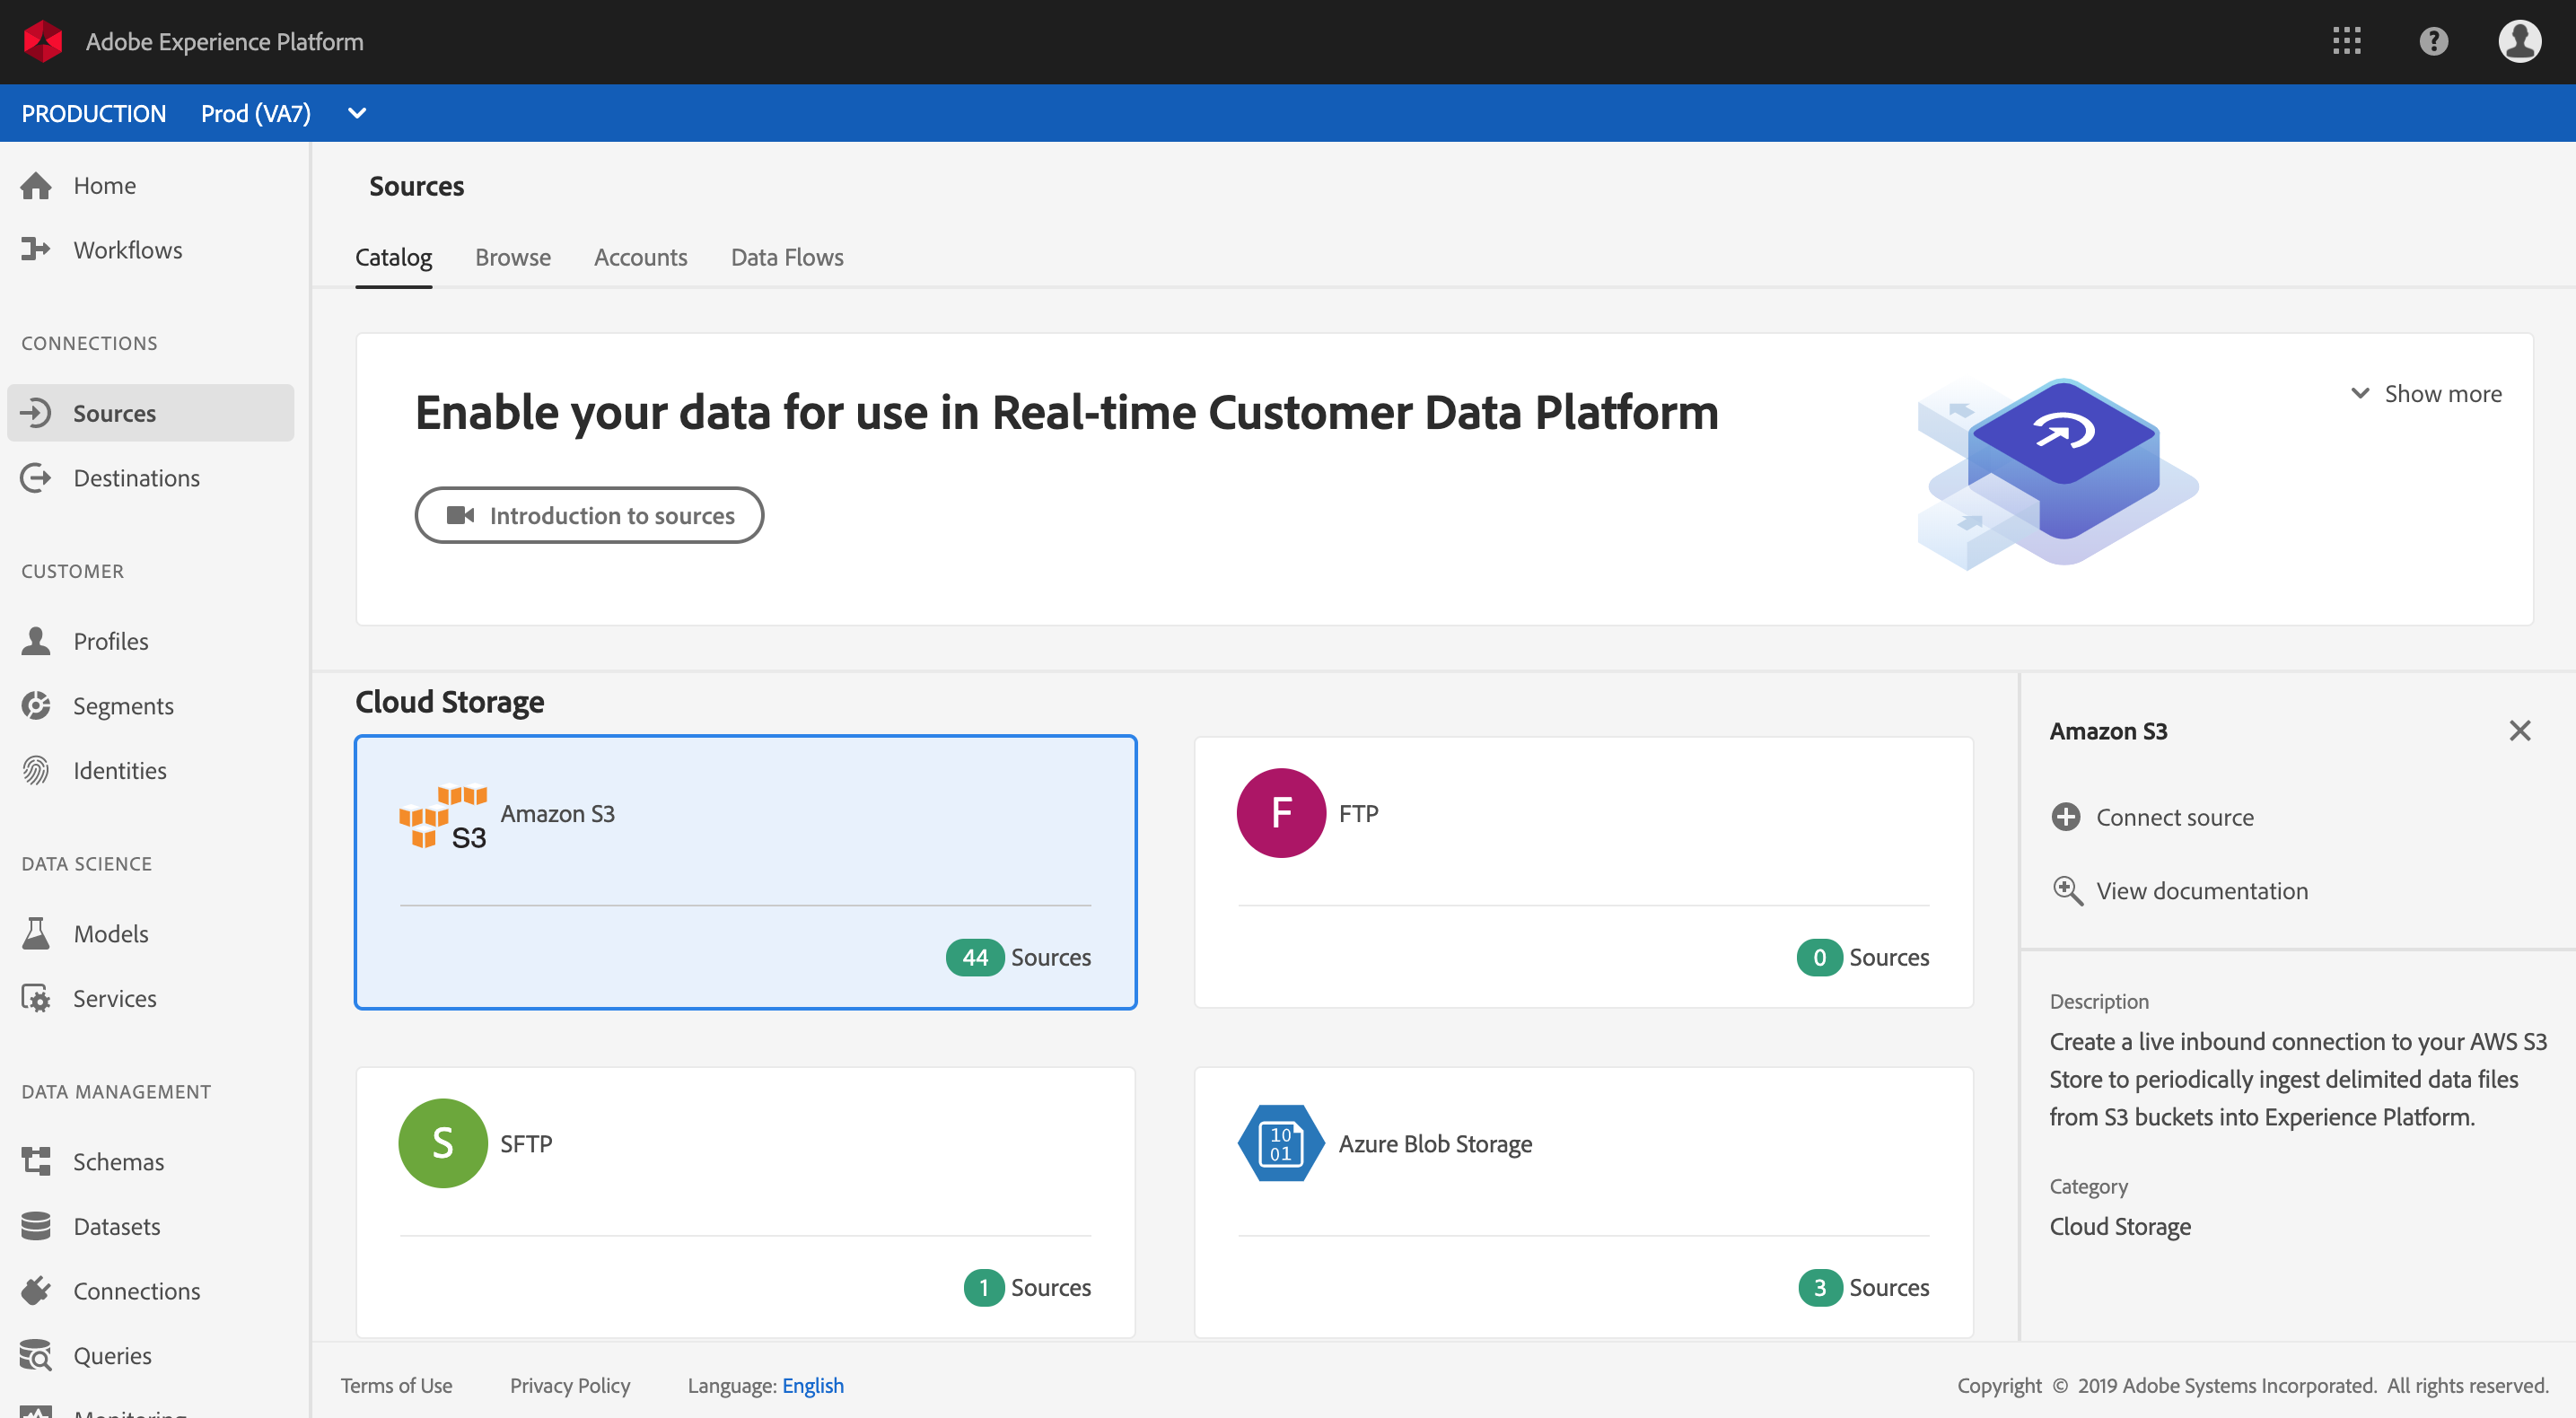 Adobe Experience Platform
PRODUCTION Prod (VA7)
Home
Workflows
CONNECTIONS
Sources
Destinations
CUSTOMER
Profiles
Segments
Identities
DATA SCIENCE
Models
Services
DATA MANAGEMENT
Schemas
Datasets
Connections
Queries
Monitoring
Sources
Catalog Browse Accounts Data Flows
Enable your data for use in Real-time Customer Data Platform
Show more
Introduction to sources
Cloud Storage
S3 Amazon S3
44 Sources
F FTP
0 Sources
S SFTP
1 Sources
10
01
Azure Blob Storage
3 Sources
Amazon S3
Connect source
View documentation
Description
Create a live inbound connection to your AWS S3
Store to periodically ingest delimited data files
from S3 buckets into Experience Platform.
Category
Cloud Storage
Terms of Use Privacy Policy Language: English
Copyright © 2019 Adobe Systems Incorporated. All rights reserved.